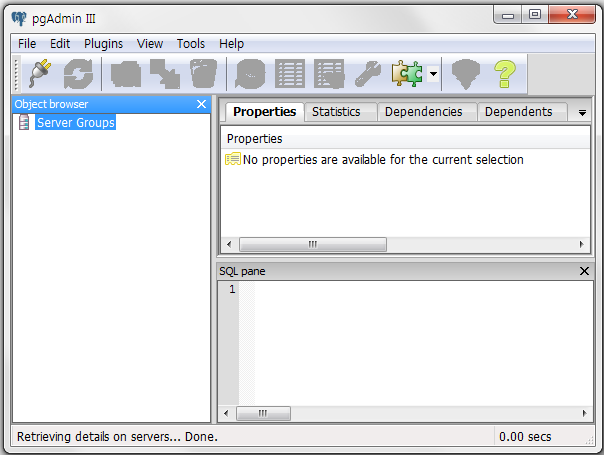 pgAdmin III
File Edit Plugins View Tools Help
Object browser
Server Groups
Properties Statistics Dependencies Dependents
Properties
No properties are available for the current selection
SQL pane
1
Retrieving details on servers... Done.
0.00 secs